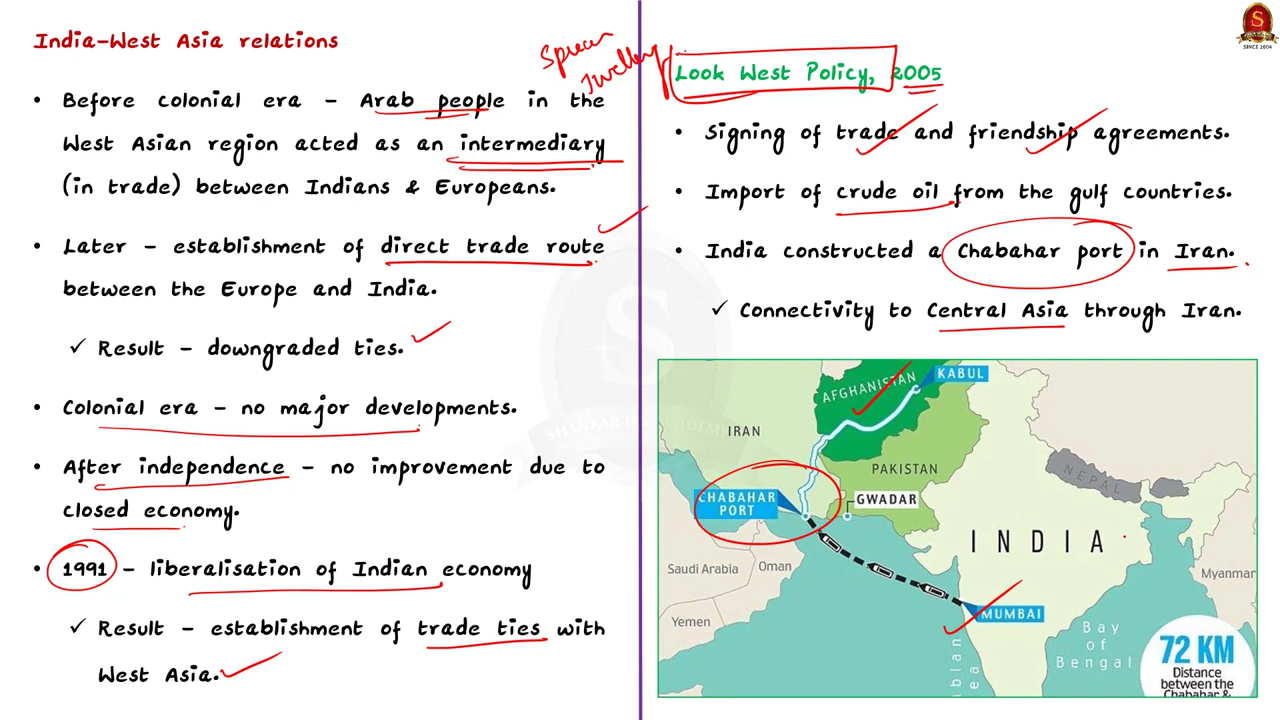 India-West Asia relations
• Before colonial era - Arab people in the
West Asian region acted as an intermediary
(in trade) between Indians & Europeans.
• Later - establishment of direct trade route
between the Europe and India.
✓ Result - downgraded ties.
• Colonial era - no major developments.
• After independence - no improvement due to
closed economy.
• 1991 - liberalisation of Indian economy
✓ Result - establishment of trade ties with
West Asia.
Spices
Jwellery
Look West Policy, 2005
• Signing of trade and friendship agreements.
• Import of crude oil from the gulf countries.
• India constructed a Chabahar port in Iran.
✓ Connectivity to Central Asia through Iran.
AFGHANISTAN
KABUL
IRAN
PAKISTAN
CHABAHAR
PORT
GWADAR
NEPAL
INDIA
Saudi Arabia
Oman
Myanmar
Yemen
MUMBAI
Bay
of
Bengal
72 KM
Distance
between the
Chabahar &
SINCE 2004